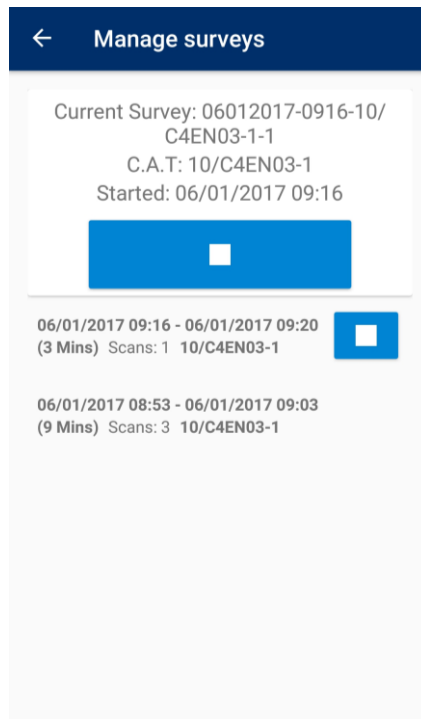 Manage surveys
Current Survey: 06012017-0916-10/
C4EN03-1-1
C.A.T: 10/C4EN03-1
Started: 06/01/2017 09:16
06/01/2017 09:16 - 06/01/2017 09:20
(3 Mins) Scans: 1 10/C4EN03-1
06/01/2017 08:53 - 06/01/2017 09:03
(9 Mins) Scans: 3 10/C4EN03-1